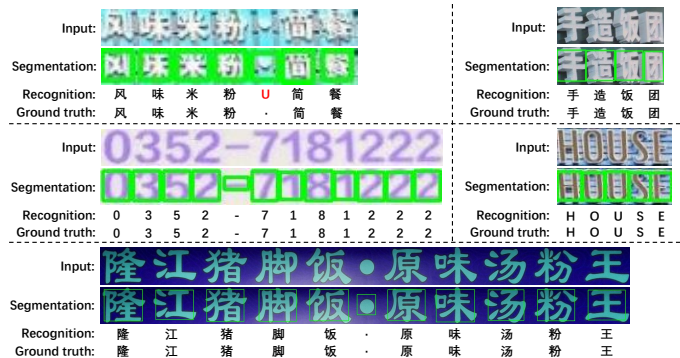 Input: 风味米粉·简餐
Segmentation: 风味米粉·简餐
Recognition: 风 味 米 粉 U 简 餐
Ground truth: 风 味 米 粉 · 简 餐
Input: 手造饭团
Segmentation: 手造饭团
Recognition: 手 造 饭 团
Ground truth: 手 造 饭 团
Input: 0352-7181222
Segmentation: 0352-7181222
Recognition: 0 3 5 2 - 7 1 8 1 2 2 2
Ground truth: 0 3 5 2 - 7 1 8 1 2 2 2
Input: HOUSE
Segmentation: HOUSE
Recognition: H O U S E
Ground truth: H O U S E
Input: 隆江猪脚饭·原味汤粉王
Segmentation: 隆江猪脚饭·原味汤粉王
Recognition: 隆 江 猪 脚 饭 · 原 味 汤 粉 王
Ground truth: 隆 江 猪 脚 饭 · 原 味 汤 粉 王